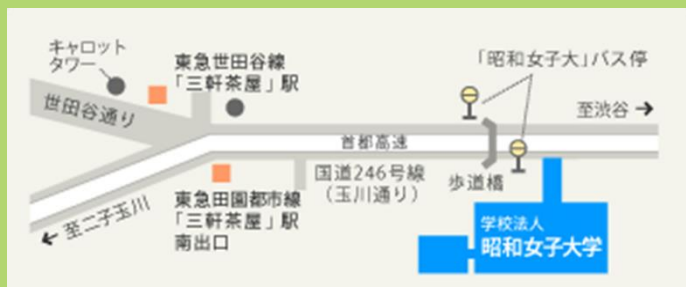 キャロット
タワー
東急世田谷線
「三軒茶屋」駅
「昭和女子大」バス停
世田谷通り
至渋谷→
首都高速
国道246号線
（玉川通り）
歩道橋
東急田園都市線
「三軒茶屋」駅
南出口
←至二子玉川
学校法人
昭和女子大学